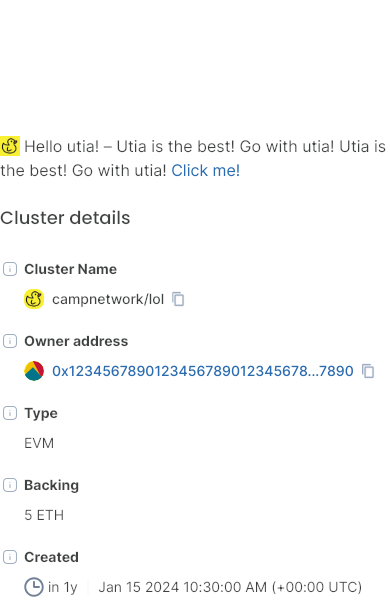 Hello utia! – Utia is the best! Go with utia! Utia is
the best! Go with utia! Click me!
Cluster details
Cluster Name
campnetwork/lol
Owner address
0x1234567890123456789012345678...7890
Type
EVM
Backing
5 ETH
Created
in 1y Jan 15 2024 10:30:00 AM (+00:00 UTC)